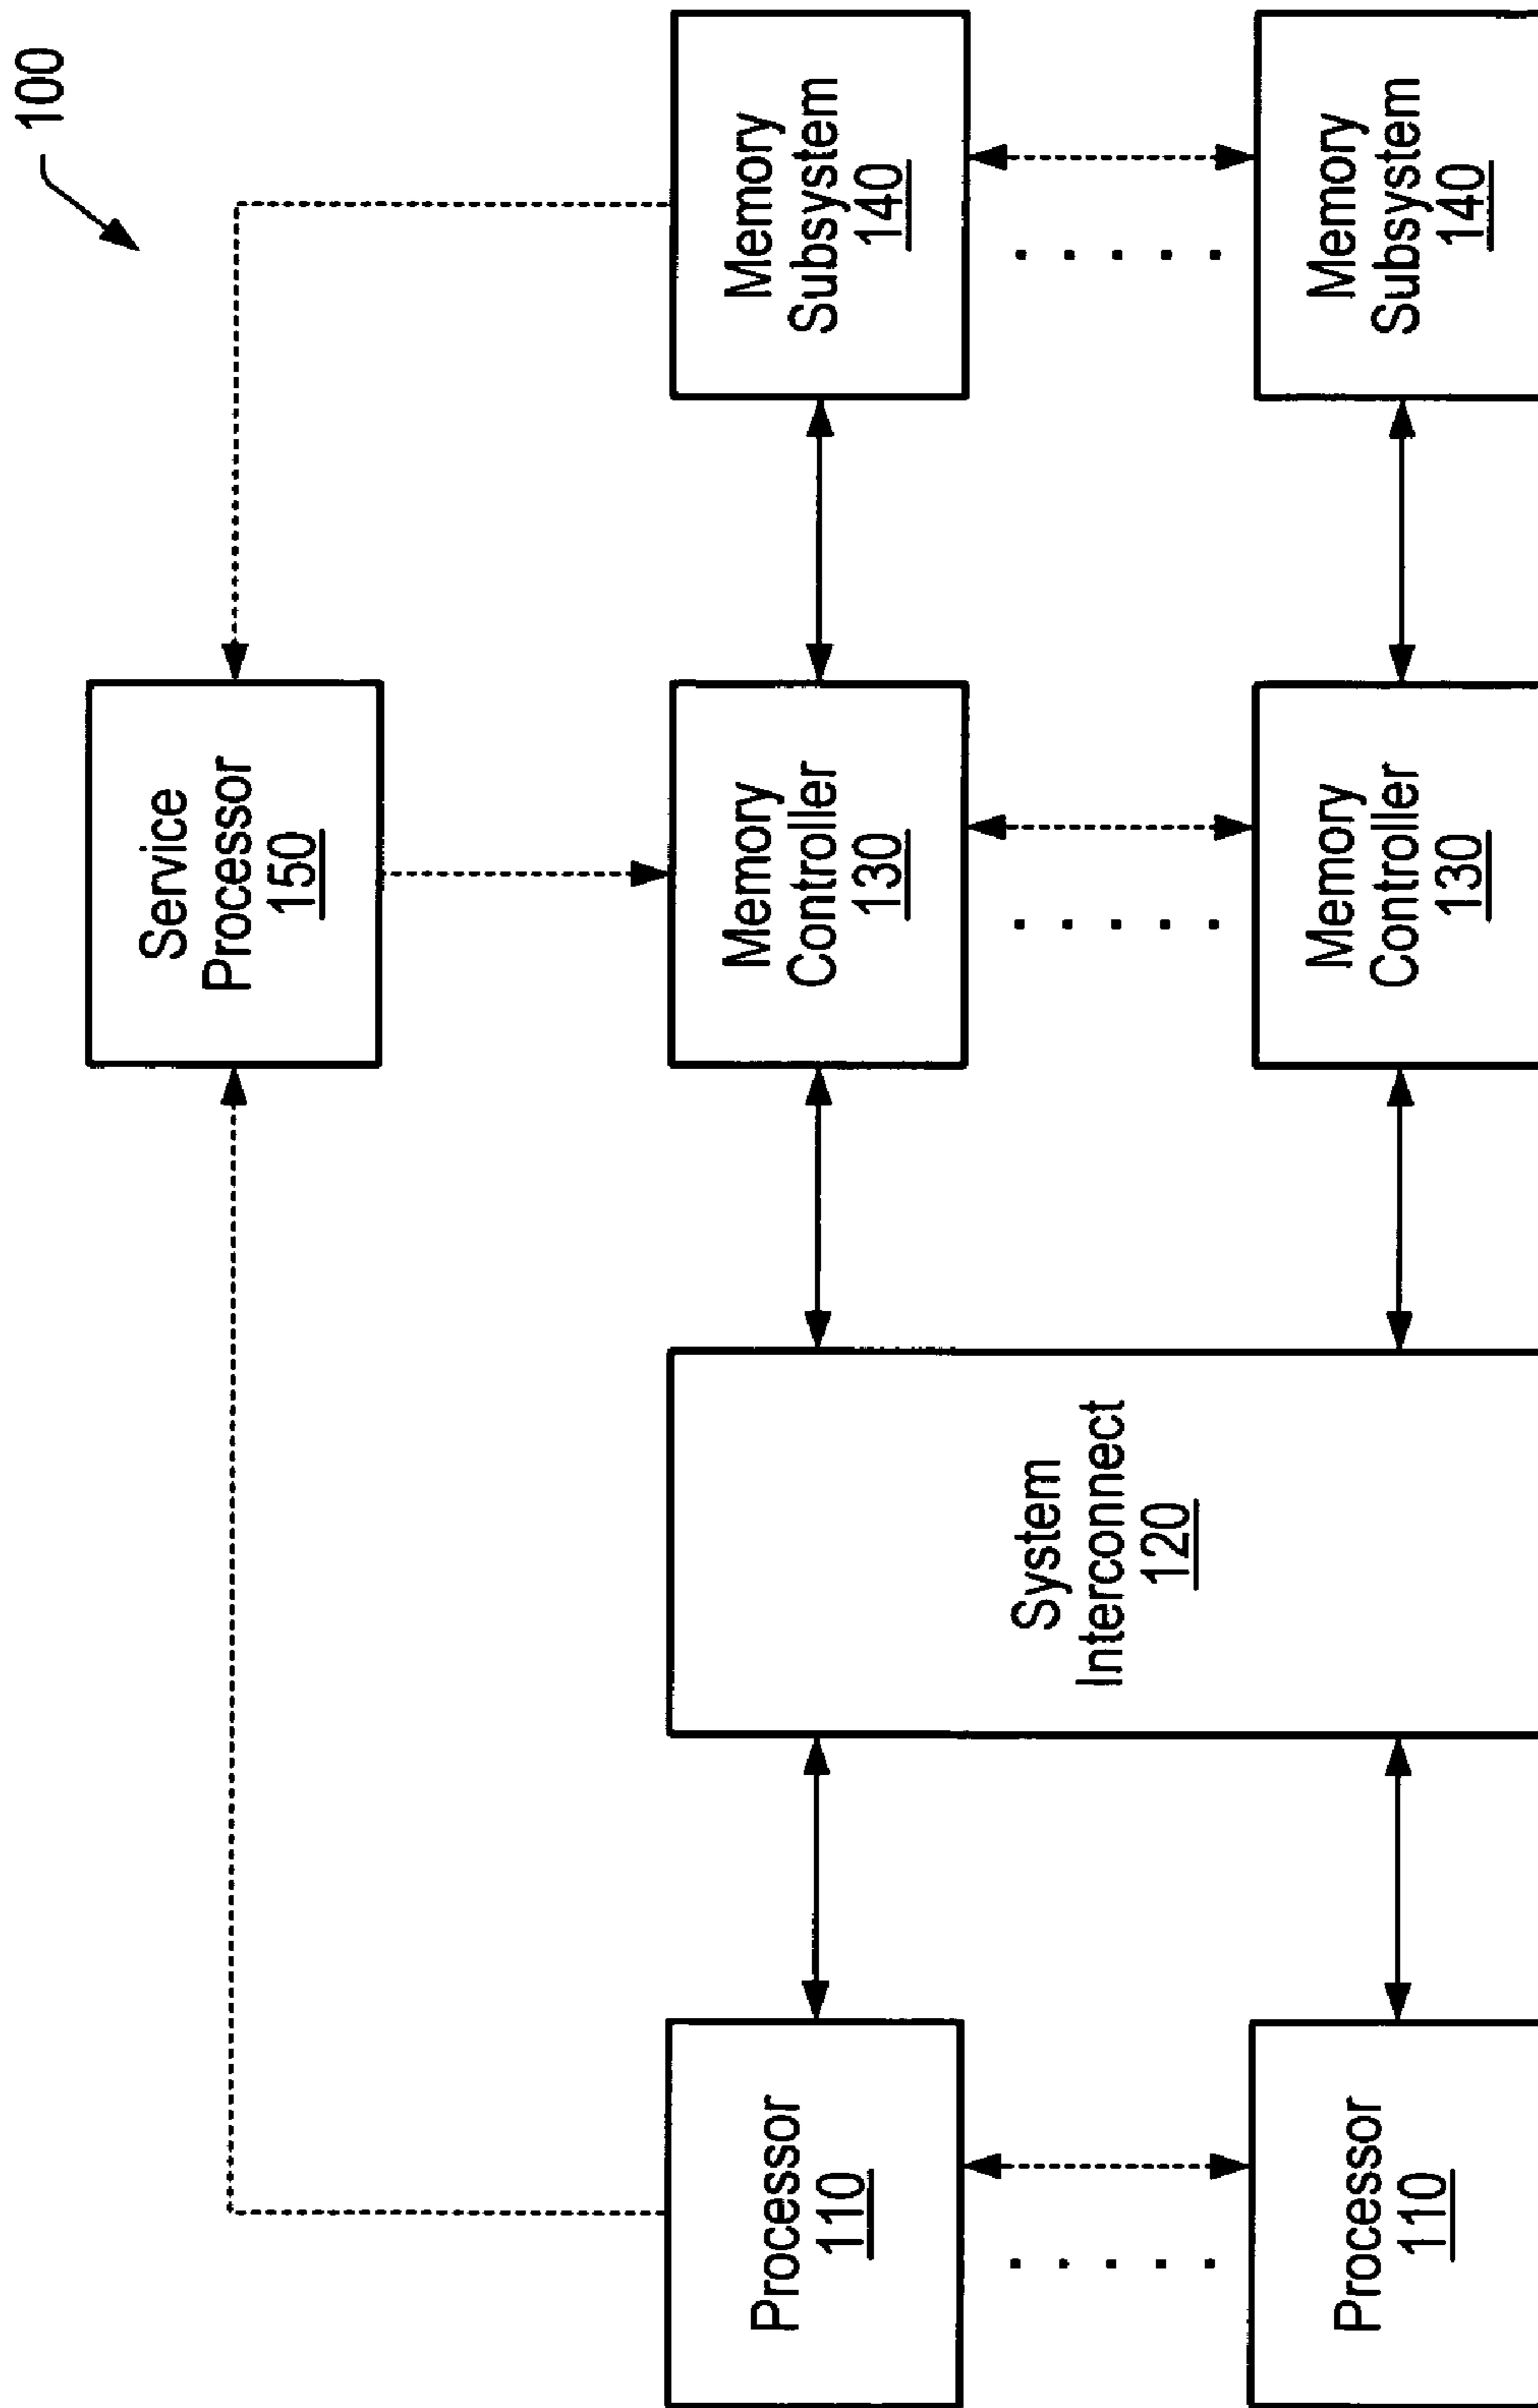 100
Service
Processor
150
Processor
110
System
Interconnect
120
Memory
Controller
130
Memory
Subsystem
140
Processor
110
Memory
Controller
130
Memory
Subsystem
140